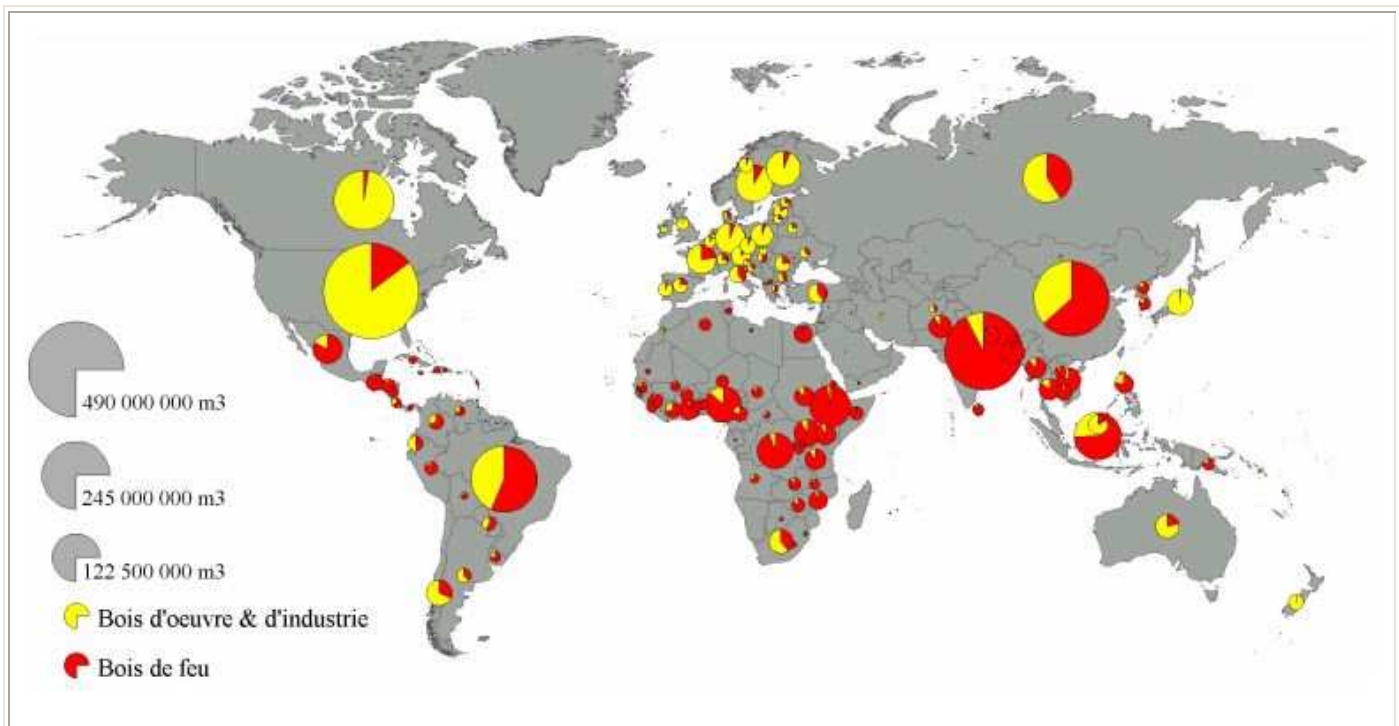 490 000 000 m3
245 000 000 m3
122 500 000 m3
Bois d'oeuvre & d'industrie
Bois de feu